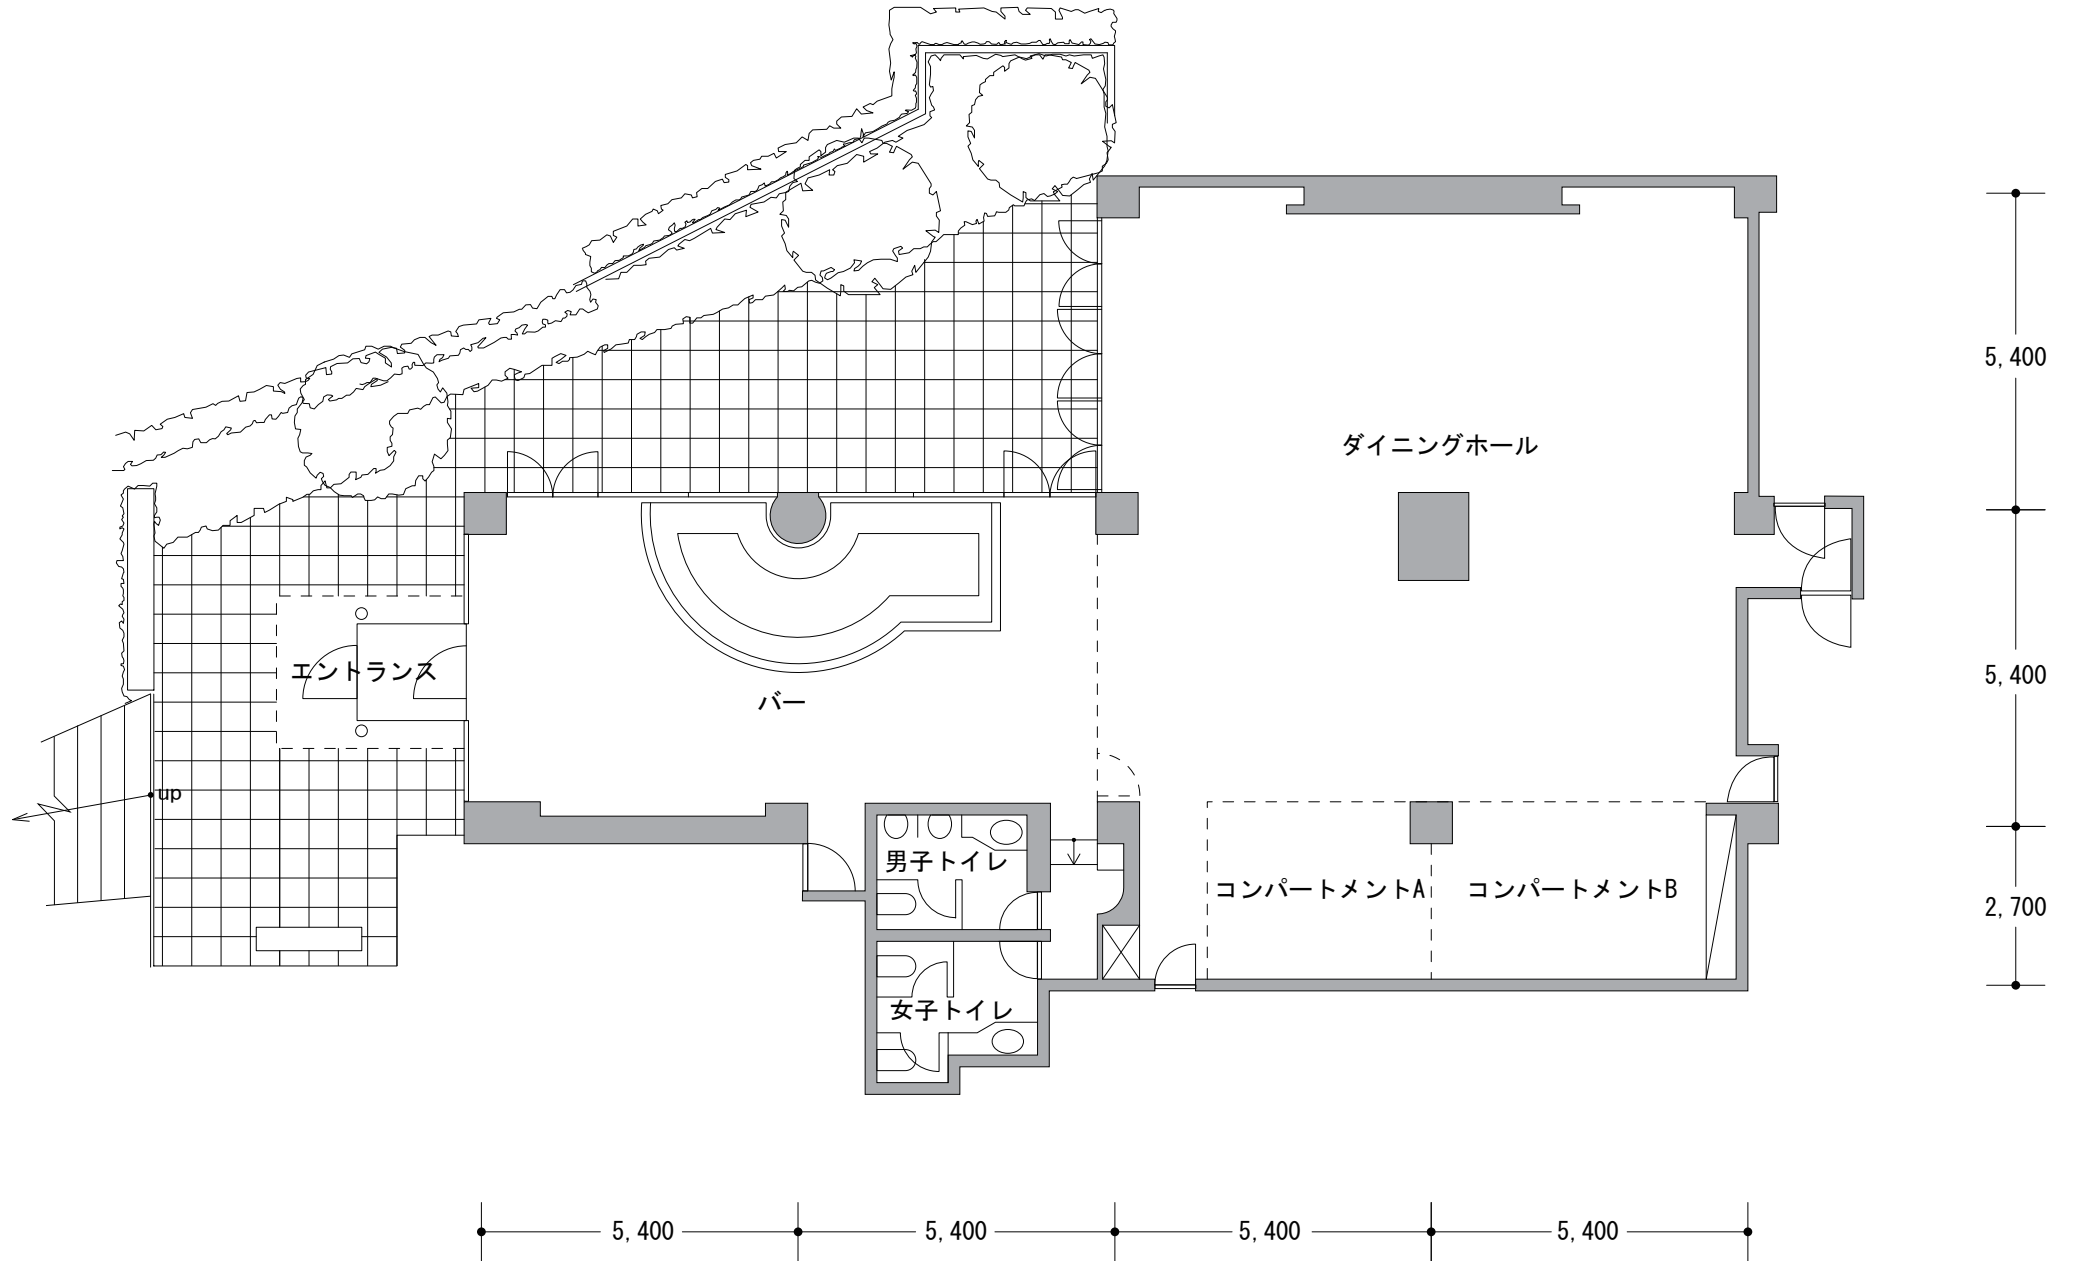 5,400
ダイニングホール
エントランス
5,400
バー
up
男子トイレ
コンパートメントA
コンパートメントB
2,700
女子トイレ
5,400
5,400
5,400
5,400